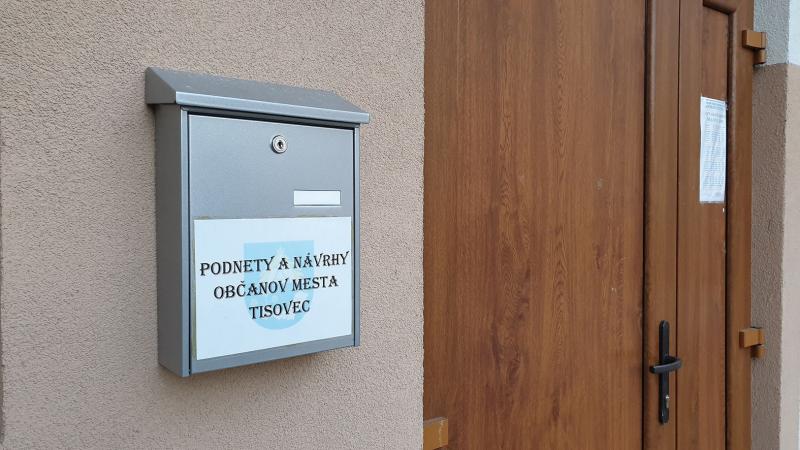 PODNETY A NÁVRHY
OBČANOV MESTA
TISOVEC